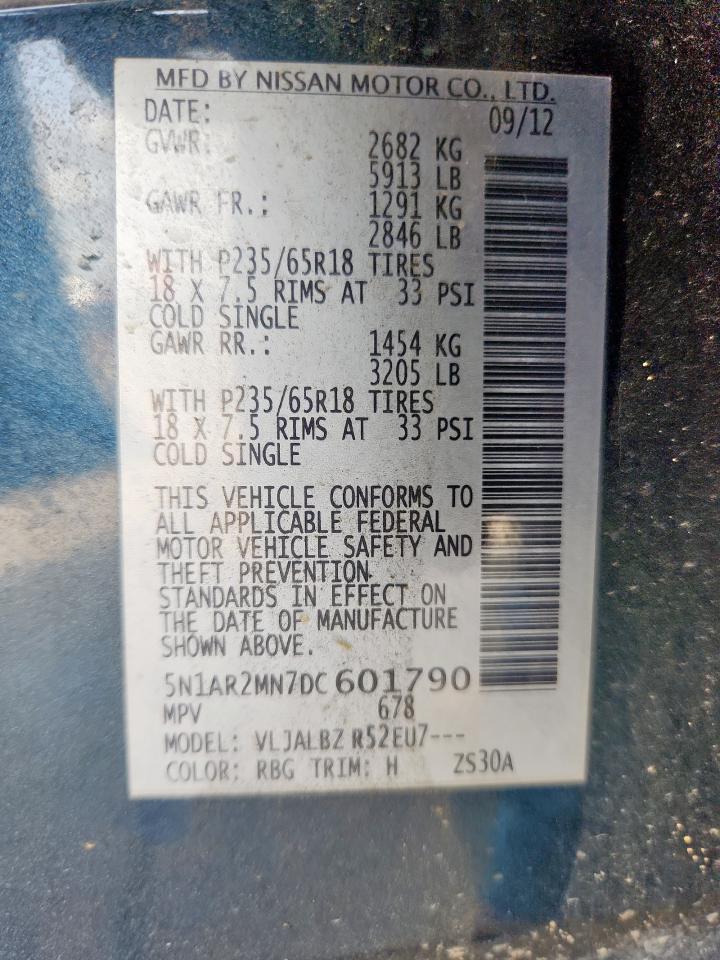 MFD BY NISSAN MOTOR CO., LTD.
DATE: 09/12
GVWR: 2682 KG
5913 LB
GAWR FR.: 1291 KG
2846 LB
WITH P235/65R18 TIRES
18 X 7.5 RIMS AT 33 PSI
COLD SINGLE
GAWR RR.: 1454 KG
3205 LB
WITH P235/65R18 TIRES
18 X 7.5 RIMS AT 33 PSI
COLD SINGLE
THIS VEHICLE CONFORMS TO
ALL APPLICABLE FEDERAL
MOTOR VEHICLE SAFETY AND
THEFT PREVENTION
STANDARDS IN EFFECT ON
THE DATE OF MANUFACTURE
SHOWN ABOVE.
5N1AR2MN7DC601790
MPV 678
MODEL: VLJALBZ R52EU7---
COLOR: RBG TRIM: H ZS30A